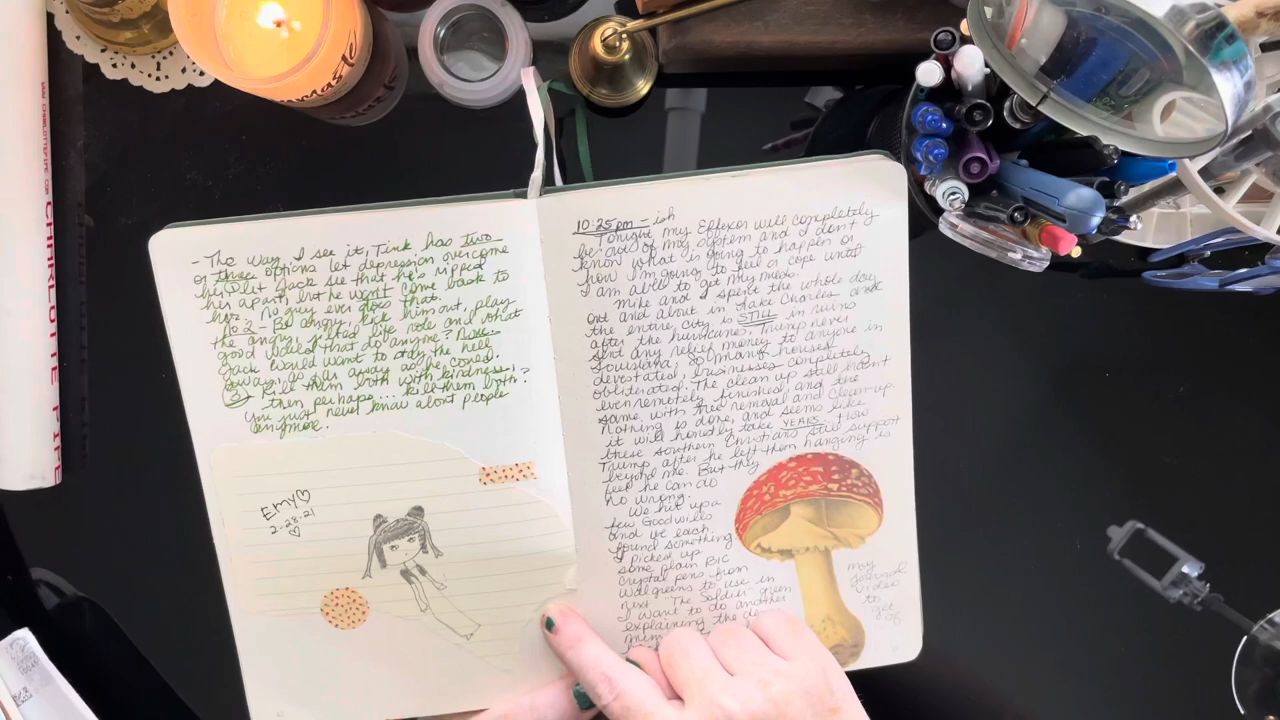 - The way I see it, Tink has two
or three options let depression overcome
her, let Jack see that he's ripped
her apart, but he won't come back to
her. No guy ever goes that.
No. 2 - Be angry, kick him out, play
the angry, jilted life role and what
good would that do anyone? None.
Jack would want to stay the hell
away as far away as he could.
3 Kill them both with kindness,
then perhaps... kill them both?
You just never know about people
anymore.
EMY♡
2-28-21
♡
10:25pm - ish
Tonight my Effexor will completely
be out of my system and I don't
know what is going to happen or
how I'm going to feel or cope until
I am able to get my meds.
Mike and I spent the whole day
out and about in Lake Charles and
the entire city is STILL in ruins
after the hurricanes. Trump never
sent any relief money to anyone in
Louisiana. So many houses
devastated, businesses completely
obliterated. The clean up still hasn't
even remotely finished, and the
same with tree removal and clean-up.
Nothing is done, and seems like
it will honestly take YEARS. How
these southern Christians still support
Trump after he left them hanging is
beyond me. But they
feel he can do
no wrong.
We hit up a
few Goodwills
and we each
found something
I picked up
some plain BIC
Crystal pens from
Walgreens to use in
next "The Soldier" green
I want to do another
explaining the
my
journal
video
to
get
of
www.CHARLOTTEPIPE.COM CHARLOTTE PIPE